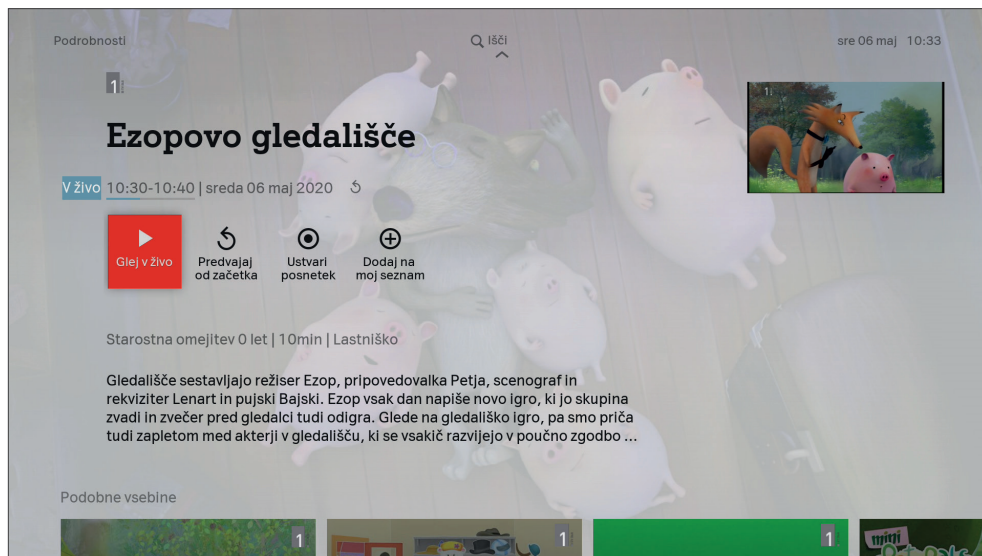 Podrobnosti
Išči
sre 06 maj 10:33
1
1
Ezopovo gledališče
V živo 10:30-10:40 | sreda 06 maj 2020
Glej v živo
Predvajaj
od začetka
Ustvari
posnetek
Dodaj na
moj seznam
Starostna omejitev 0 let | 10min | Lastniško
Gledališče sestavljajo režiser Ezop, pripovedovalka Petja, scenograf in
rekviziter Lenart in pujski Bajski. Ezop vsak dan napiše novo igro, ki jo skupina
zvadi in zvečer pred gledalci tudi odigra. Glede na gledališko igro, pa smo priča
tudi zapletom med akterji v gledališču, ki se vsakič razvijejo v poučno zgodbo ...
Podobne vsebine
1
1
1
mini